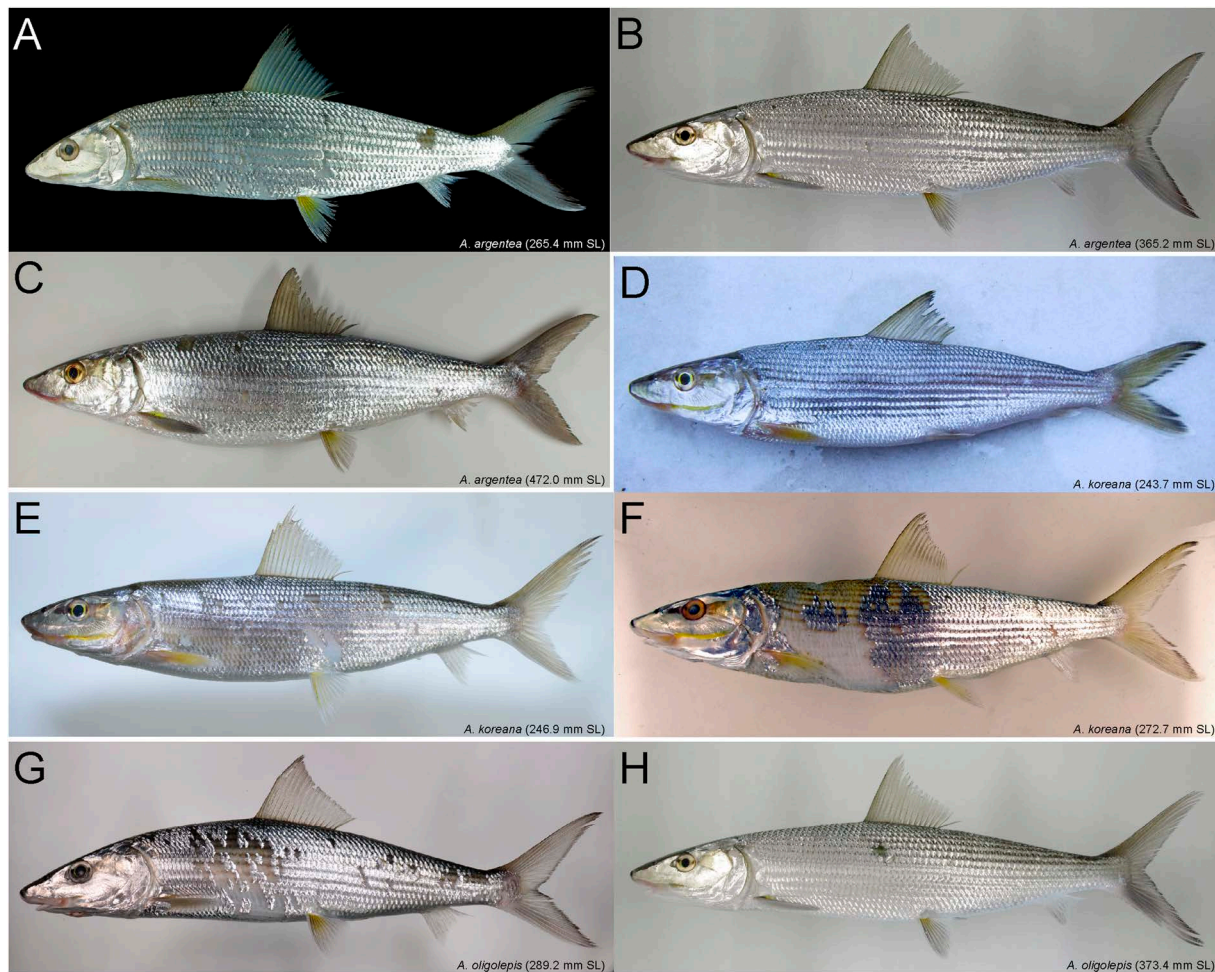 A
A. argentea (265.4 mm SL)
B
A. argentea (365.2 mm SL)
C
A. argentea (472.0 mm SL)
D
A. koreana (243.7 mm SL)
E
A. koreana (246.9 mm SL)
F
A. koreana (272.7 mm SL)
G
A. oligolepis (289.2 mm SL)
H
A. oligolepis (373.4 mm SL)